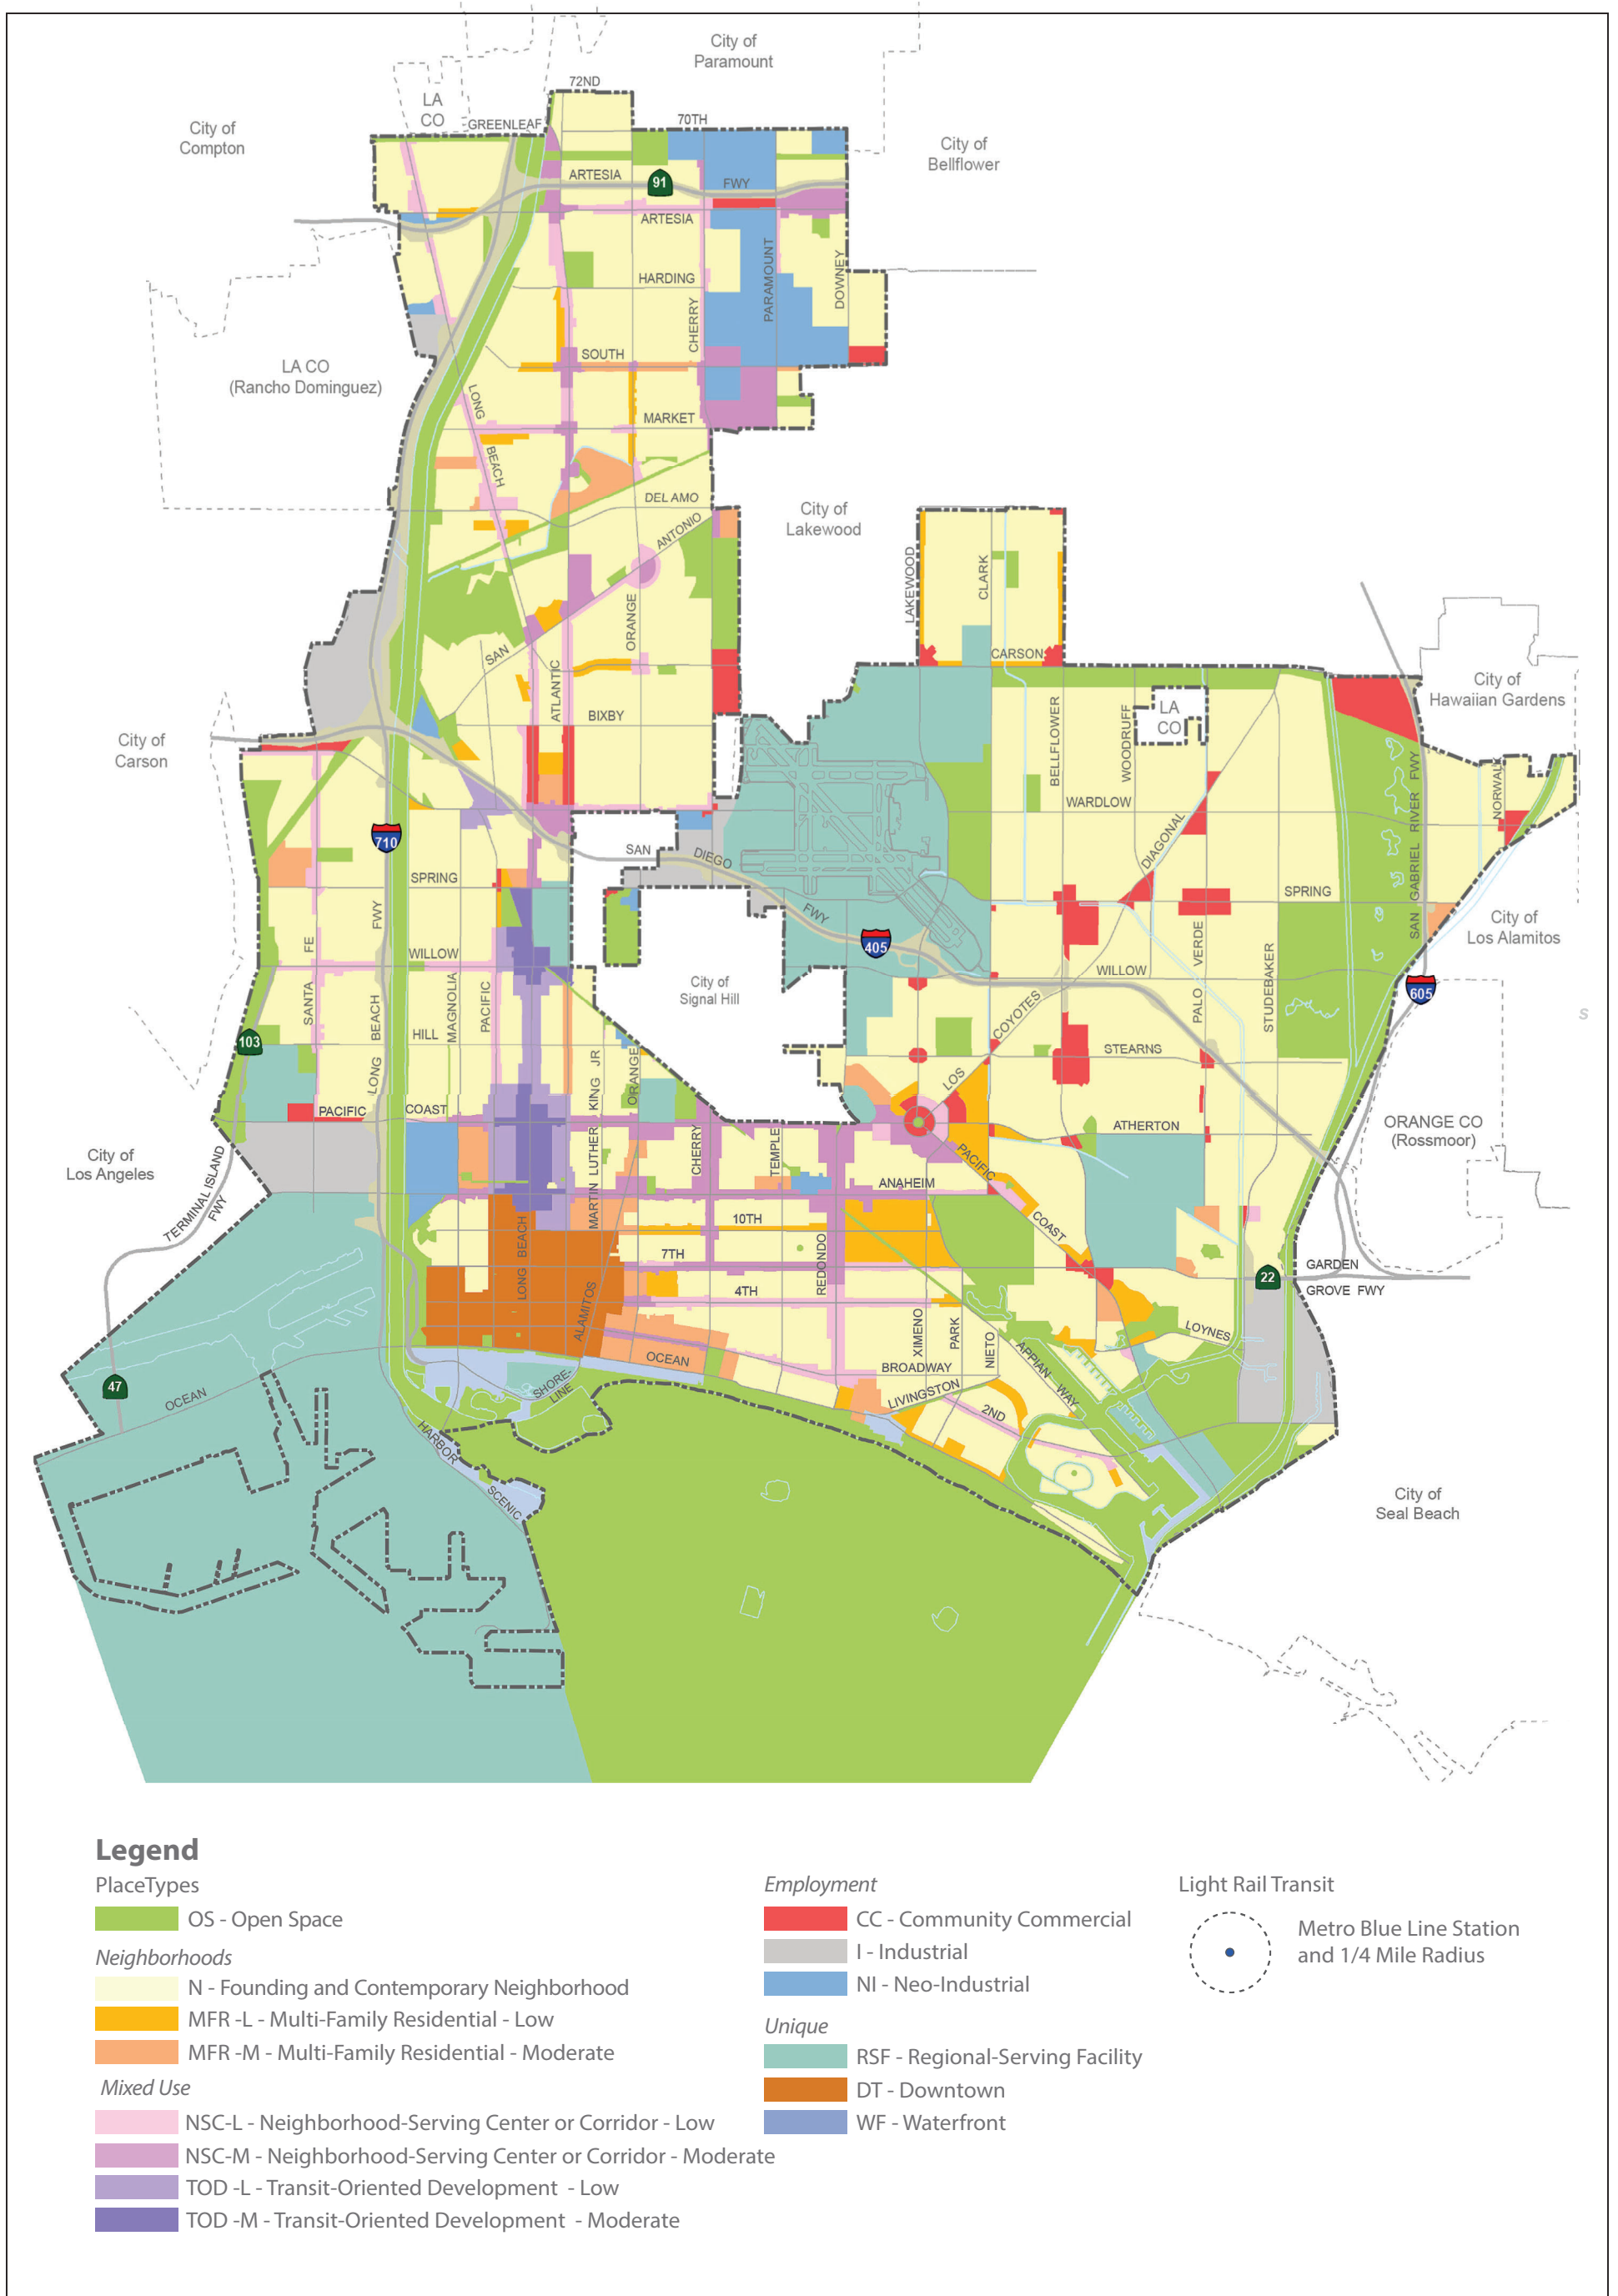 City of
Paramount
72ND
LA
CO
GREENLEAF
70TH
City of
Compton
City of
Bellflower
ARTESIA
91
FWY
ARTESIA
HARDING
PARAMOUNT
DOWNEY
CHERRY
SOUTH
LA CO
(Rancho Dominguez)
LONG
BEACH
MARKET
DEL AMO
ANTONIO
City of
Lakewood
LAKEWOOD
CLARK
ORANGE
SAN
CARSON
ATLANTIC
BIXBY
City of
Hawaiian Gardens
LA
CO
BELLFLOWER
WOODRUFF
City of
Carson
WARDLOW
NORWALK
SAN GABRIEL RIVER FWY
DIAGONAL
710
SAN
DIEGO
FWY
SPRING
SPRING
405
City of
Los Alamitos
FWY
FE
SANTA
WILLOW
WILLOW
VERDE
PALO
STUDEBAKER
City of
Signal Hill
605
S
MAGNOLIA
PACIFIC
BEACH
LONG
HILL
103
COYOTES
LOS
STEARNS
MARTIN LUTHER KING JR
ORANGE
PACIFIC
COAST
ATHERTON
ORANGE CO
(Rossmoor)
City of
Los Angeles
TERMINAL ISLAND
FWY
CHERRY
TEMPLE
PACIFIC
COAST
ANAHEIM
10TH
7TH
4TH
LONG BEACH
ALAMITOS
REDONDO
22
GARDEN
GROVE FWY
XIMENO
PARK
NIETO
LOYNES
APPIAN
WAY
OCEAN
BROADWAY
LIVINGSTON
2ND
SHORE-
LINE
47
OCEAN
HARBOR
SCENIC
City of
Seal Beach
Legend
PlaceTypes
OS - Open Space
Neighborhoods
N - Founding and Contemporary Neighborhood
MFR -L - Multi-Family Residential - Low
MFR -M - Multi-Family Residential - Moderate
Mixed Use
NSC-L - Neighborhood-Serving Center or Corridor - Low
NSC-M - Neighborhood-Serving Center or Corridor - Moderate
TOD -L - Transit-Oriented Development - Low
TOD -M - Transit-Oriented Development - Moderate
Employment
CC - Community Commercial
I - Industrial
NI - Neo-Industrial
Unique
RSF - Regional-Serving Facility
DT - Downtown
WF - Waterfront
Light Rail Transit
Metro Blue Line Station
and 1/4 Mile Radius